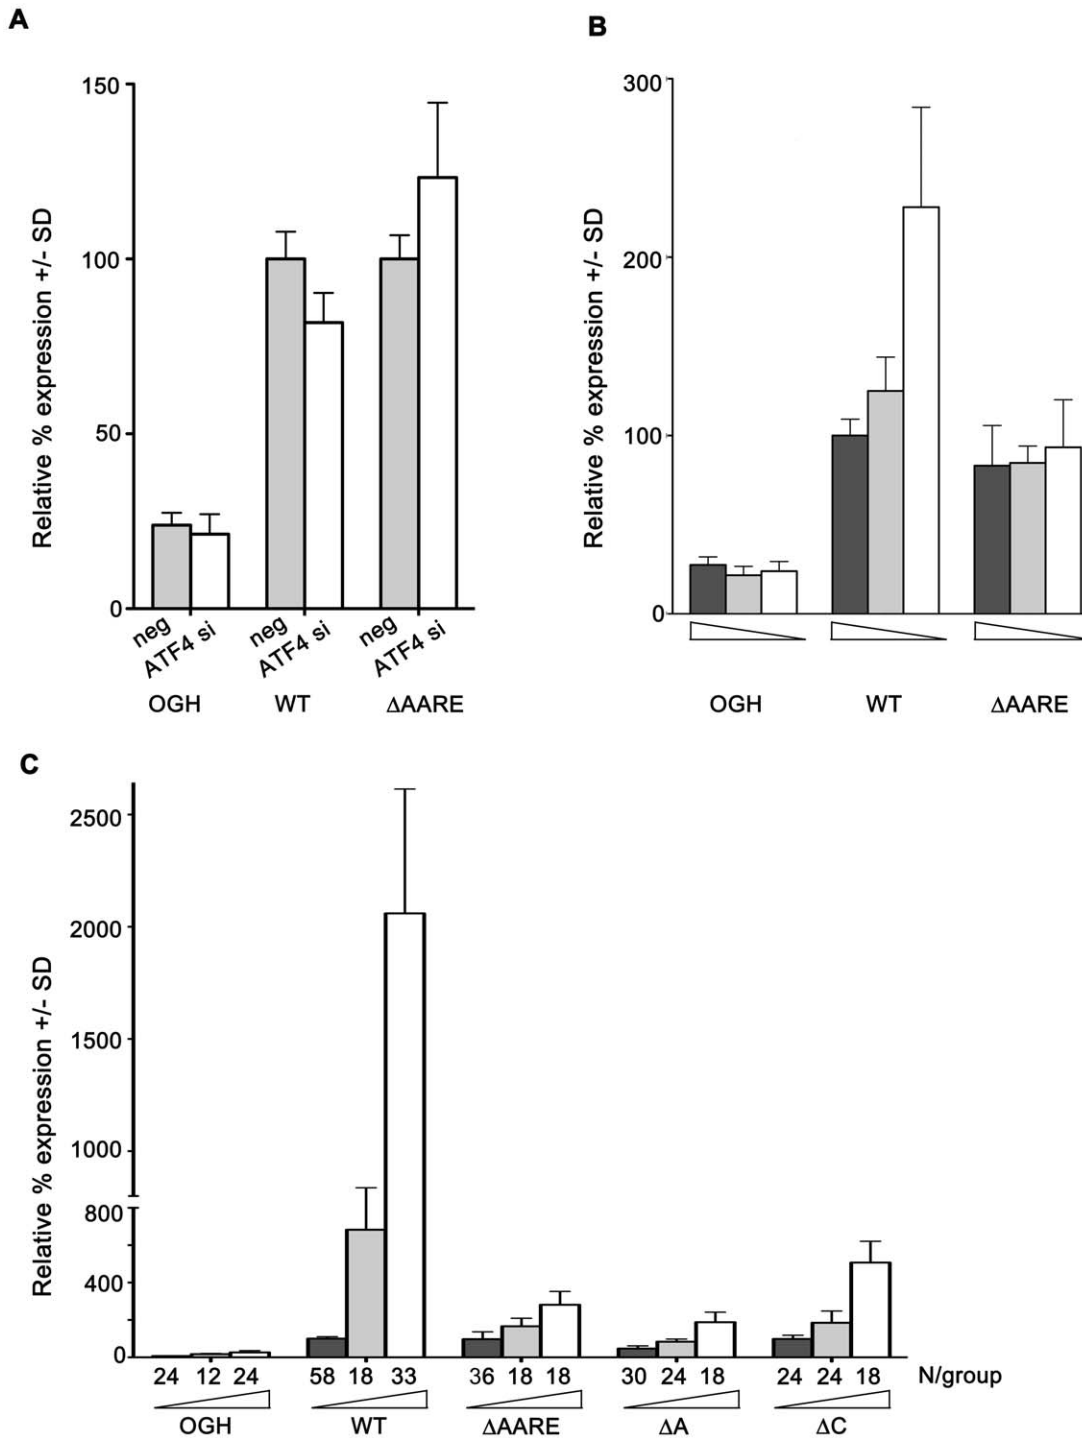 A
Relative % expression +/- SD
150
100
50
0
neg ATF4 si neg ATF4 si neg ATF4 si
OGH WT ΔAARE
B
Relative % expression +/- SD
300
200
100
0
OGH WT ΔAARE
C
Relative % expression +/- SD
2500
2000
1500
1000
800
400
0
24 12 24 58 18 33 36 18 18 30 24 18 24 24 18 N/group
OGH WT ΔAARE ΔA ΔC